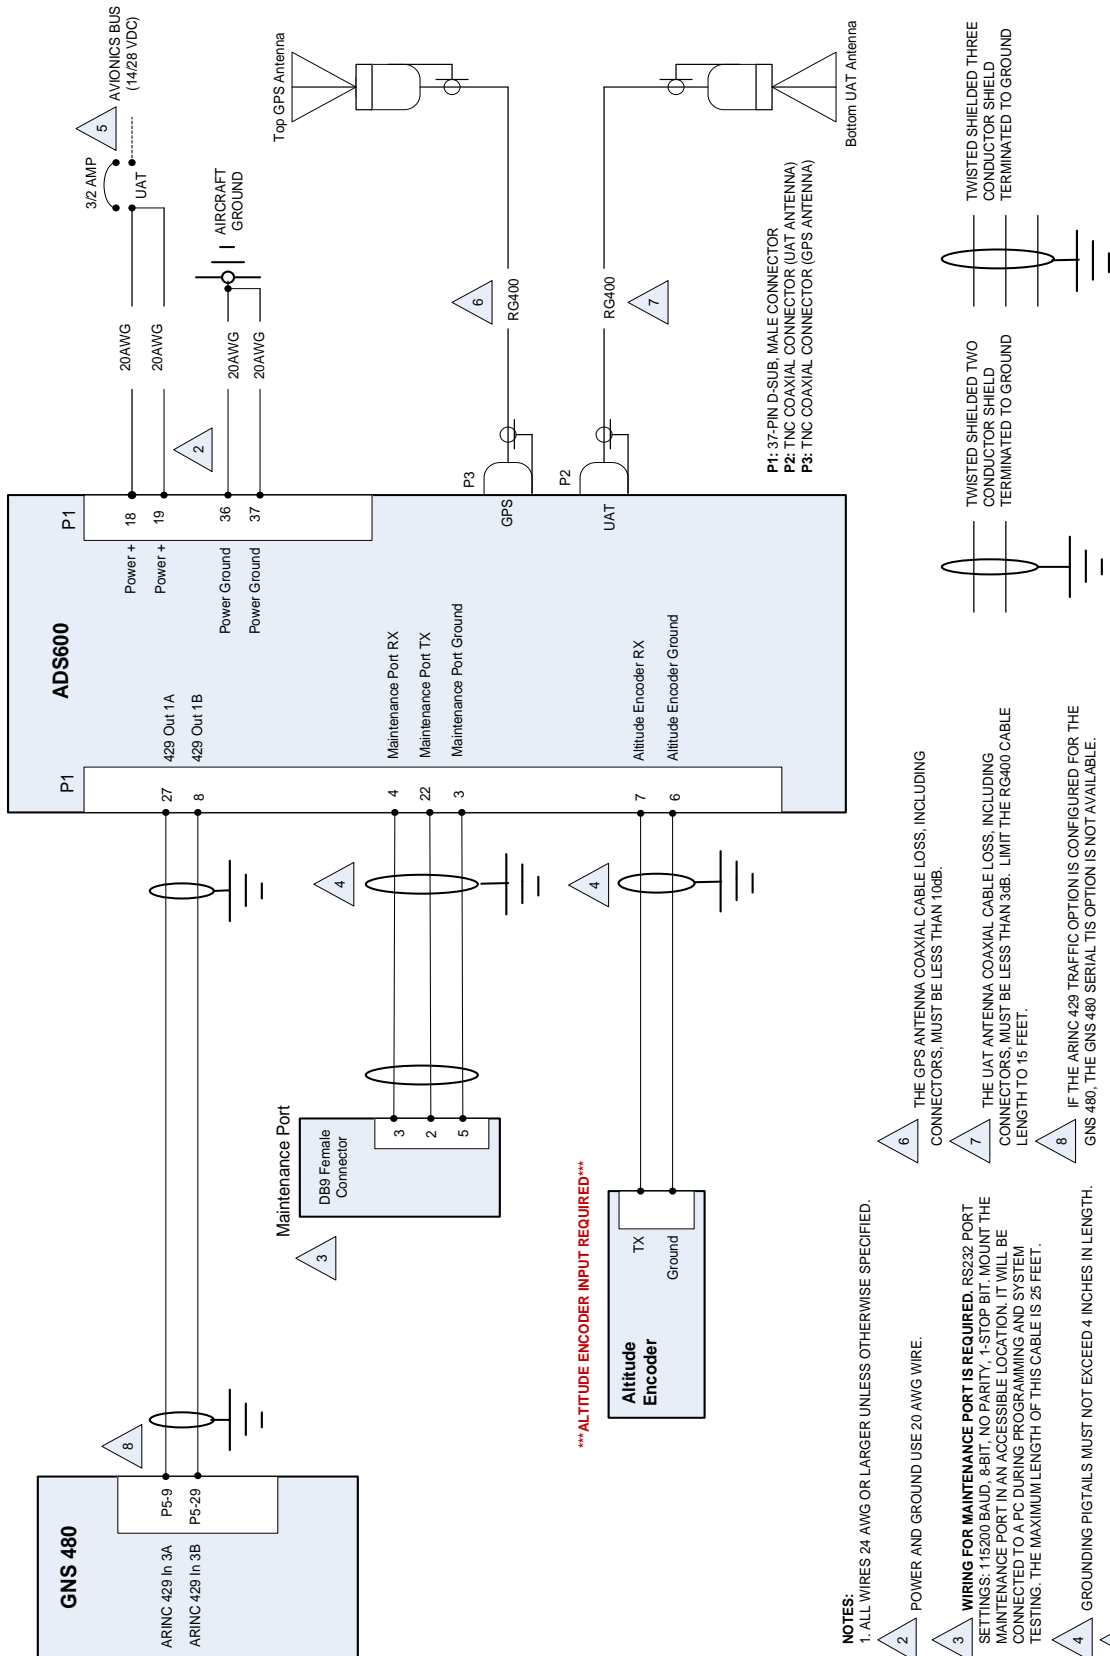 GNS 480
ARINC 429 In 3A
ARINC 429 In 3B
P5-9
P5-29
8
ADS600
P1
27
8
429 Out 1A
429 Out 1B
4
22
3
Maintenance Port RX
Maintenance Port TX
Maintenance Port Ground
7
6
Altitude Encoder RX
Altitude Encoder Ground
P1
Power +
18
Power +
19
Power Ground
36
Power Ground
37
20AWG
20AWG
20AWG
20AWG
2
3/2 AMP
UAT
5
AVIONICS BUS
(14/28 VDC)
AIRCRAFT
GROUND
Top GPS Antenna
P3
GPS
6
RG400
P2
UAT
RG400
7
Bottom UAT Antenna
P1: 37-PIN D-SUB, MALE CONNECTOR
P2: TNC COAXIAL CONNECTOR (UAT ANTENNA)
P3: TNC COAXIAL CONNECTOR (GPS ANTENNA)
Maintenance Port
3
DB9 Female
Connector
3
2
5
4
4
***ALTITUDE ENCODER INPUT REQUIRED***
Altitude
Encoder
TX
Ground
NOTES:
1. ALL WIRES 24 AWG OR LARGER UNLESS OTHERWISE SPECIFIED.
2
POWER AND GROUND USE 20 AWG WIRE.
3
WIRING FOR MAINTENANCE PORT IS REQUIRED. RS232 PORT
SETTINGS: 115200 BAUD, 8-BIT, NO PARITY, 1-STOP BIT. MOUNT THE
MAINTENANCE PORT IN AN ACCESSIBLE LOCATION. IT WILL BE
CONNECTED TO A PC DURING PROGRAMMING AND SYSTEM
TESTING. THE MAXIMUM LENGTH OF THIS CABLE IS 25 FEET.
4
GROUNDING PIGTAILS MUST NOT EXCEED 4 INCHES IN LENGTH.
6
THE GPS ANTENNA COAXIAL CABLE LOSS, INCLUDING
CONNECTORS, MUST BE LESS THAN 10dB.
7
THE UAT ANTENNA COAXIAL CABLE LOSS, INCLUDING
CONNECTORS, MUST BE LESS THAN 3dB. LIMIT THE RG400 CABLE
LENGTH TO 15 FEET.
8
IF THE ARINC 429 TRAFFIC OPTION IS CONFIGURED FOR THE
GNS 480, THE GNS 480 SERIAL TIS OPTION IS NOT AVAILABLE.
TWISTED SHIELDED TWO
CONDUCTOR SHIELD
TERMINATED TO GROUND
TWISTED SHIELDED THREE
CONDUCTOR SHIELD
TERMINATED TO GROUND